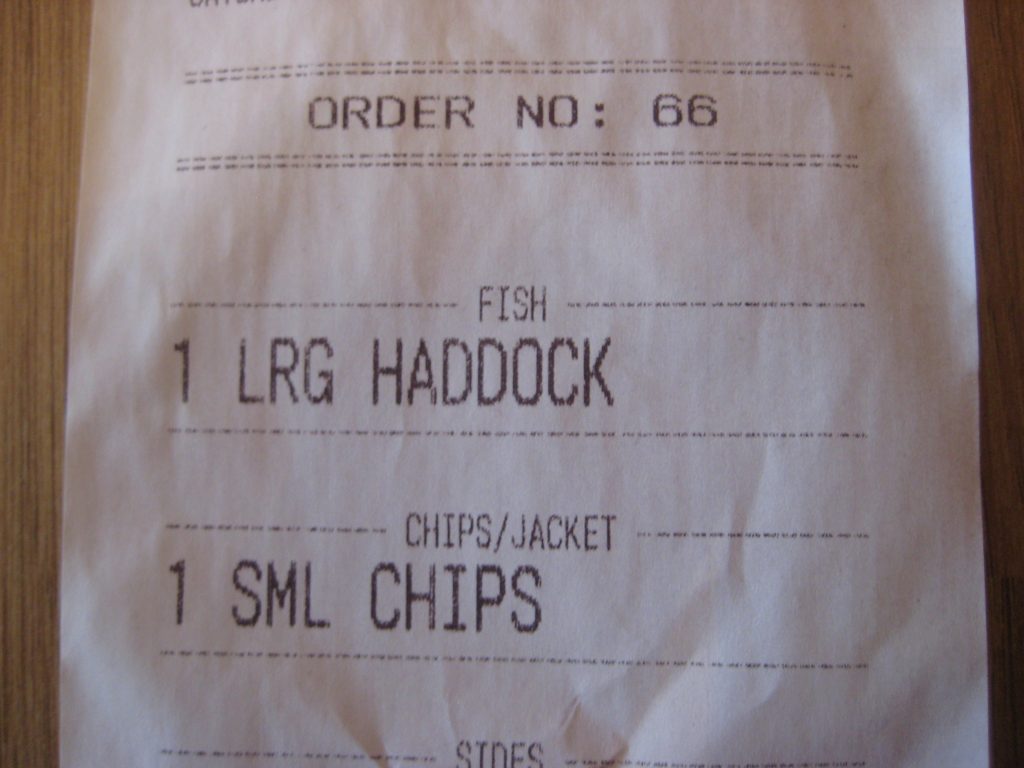 ORDER NO: 66
FISH
1 LRG HADDOCK
CHIPS/JACKET
1 SML CHIPS
SIDES